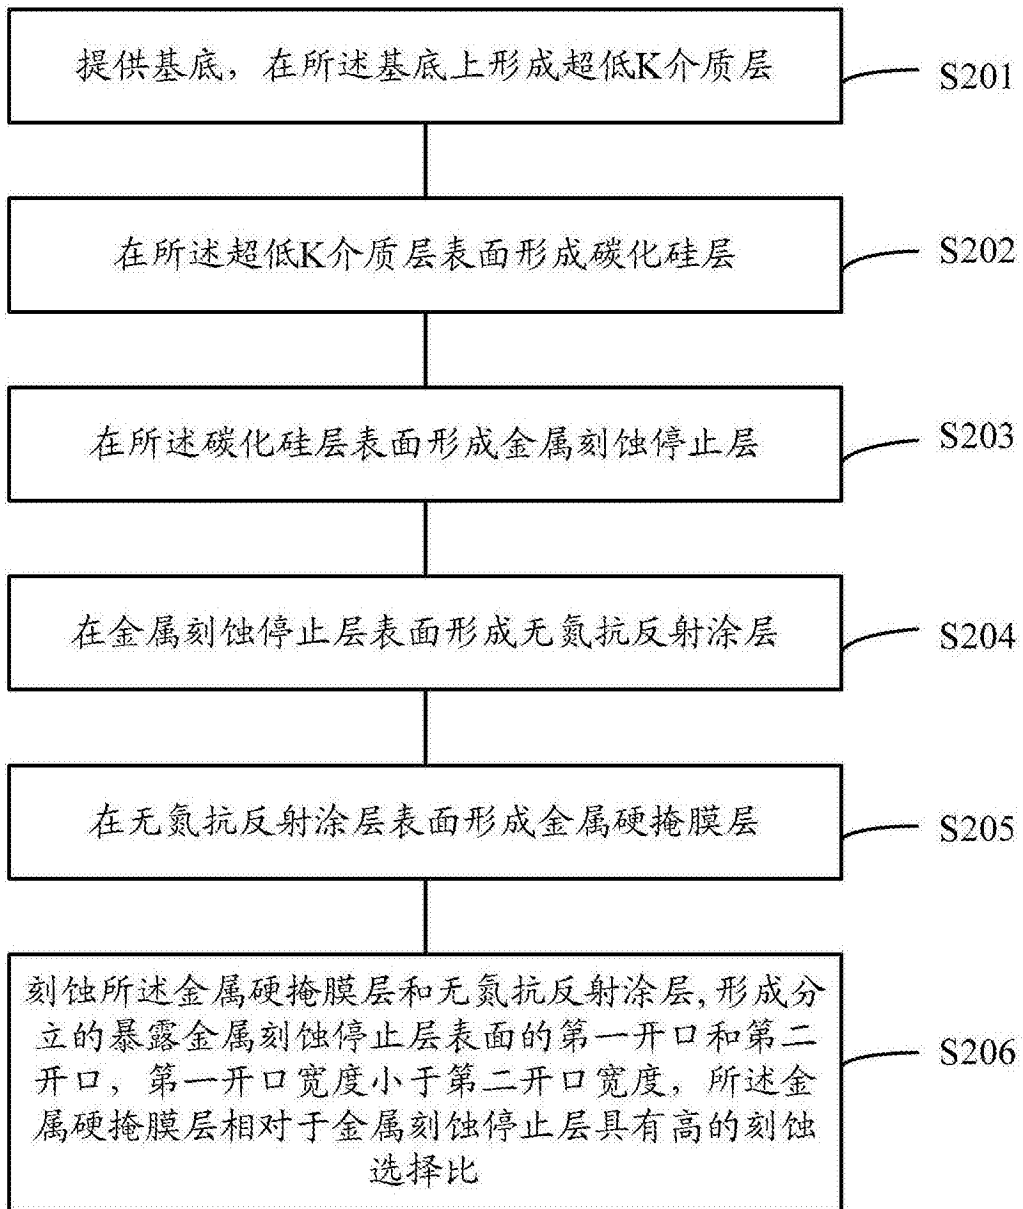 提供基底，在所述基底上形成超低K介质层
S201
在所述超低K介质层表面形成碳化硅层
S202
在所述碳化硅层表面形成金属刻蚀停止层
S203
在金属刻蚀停止层表面形成无氮抗反射涂层
S204
在无氮抗反射涂层表面形成金属硬掩膜层
S205
刻蚀所述金属硬掩膜层和无氮抗反射涂层,形成分
立的暴露金属刻蚀停止层表面的第一开口和第二
开口，第一开口宽度小于第二开口宽度，所述金
属硬掩膜层相对于金属刻蚀停止层具有高的刻蚀
选择比
S206